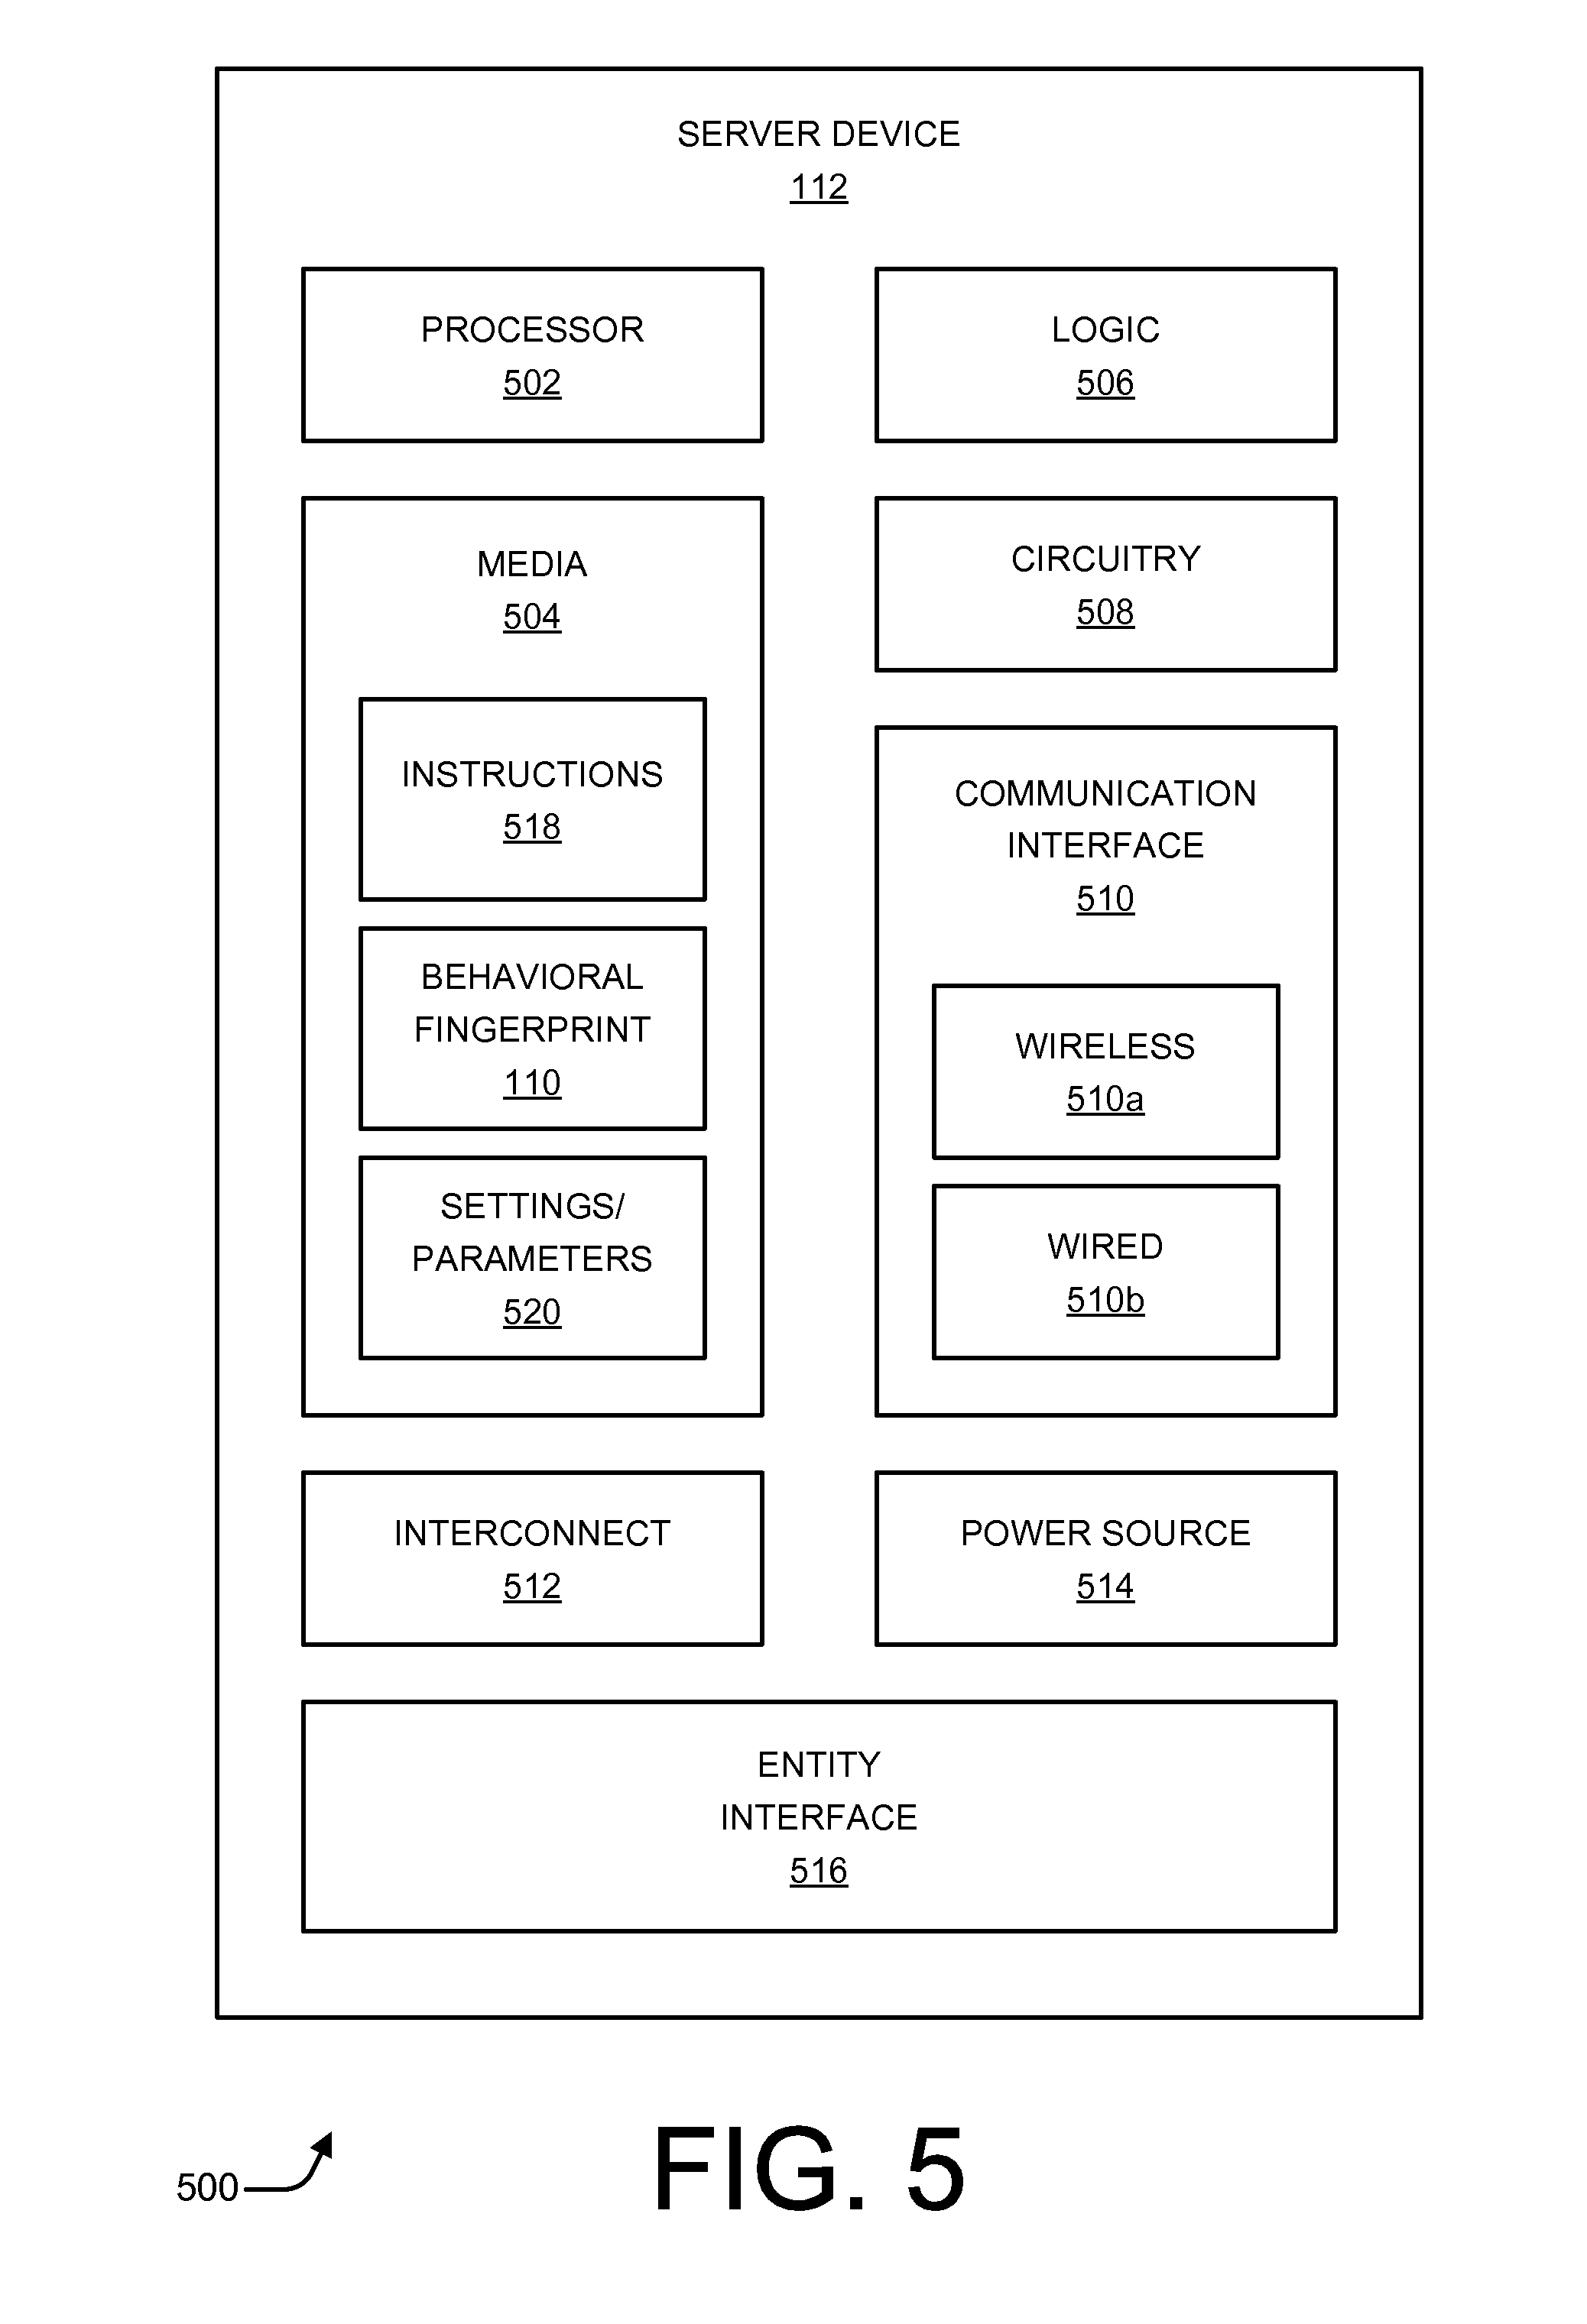 SERVER DEVICE
112
PROCESSOR
502
LOGIC
506
MEDIA
504
INSTRUCTIONS
518
BEHAVIORAL
FINGERPRINT
110
SETTINGS/
PARAMETERS
520
CIRCUITRY
508
COMMUNICATION
INTERFACE
510
WIRELESS
510a
WIRED
510b
INTERCONNECT
512
POWER SOURCE
514
ENTITY
INTERFACE
516
500
FIG. 5